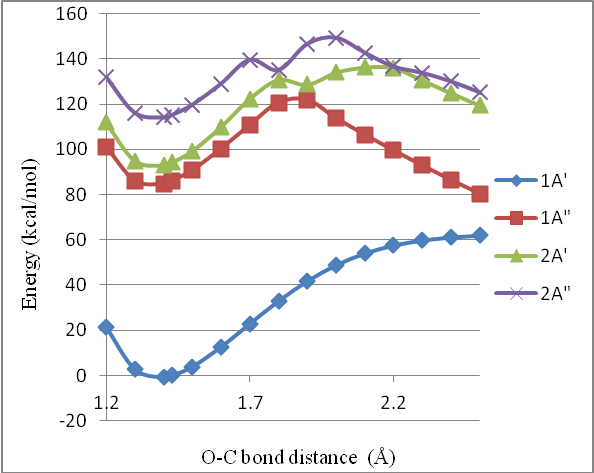 160
140
120
100
80
60
40
20
0
-20
1.2
1.7
2.2
Energy (kcal/mol)
O-C bond distance (Å)
1A'
1A"
2A'
2A"